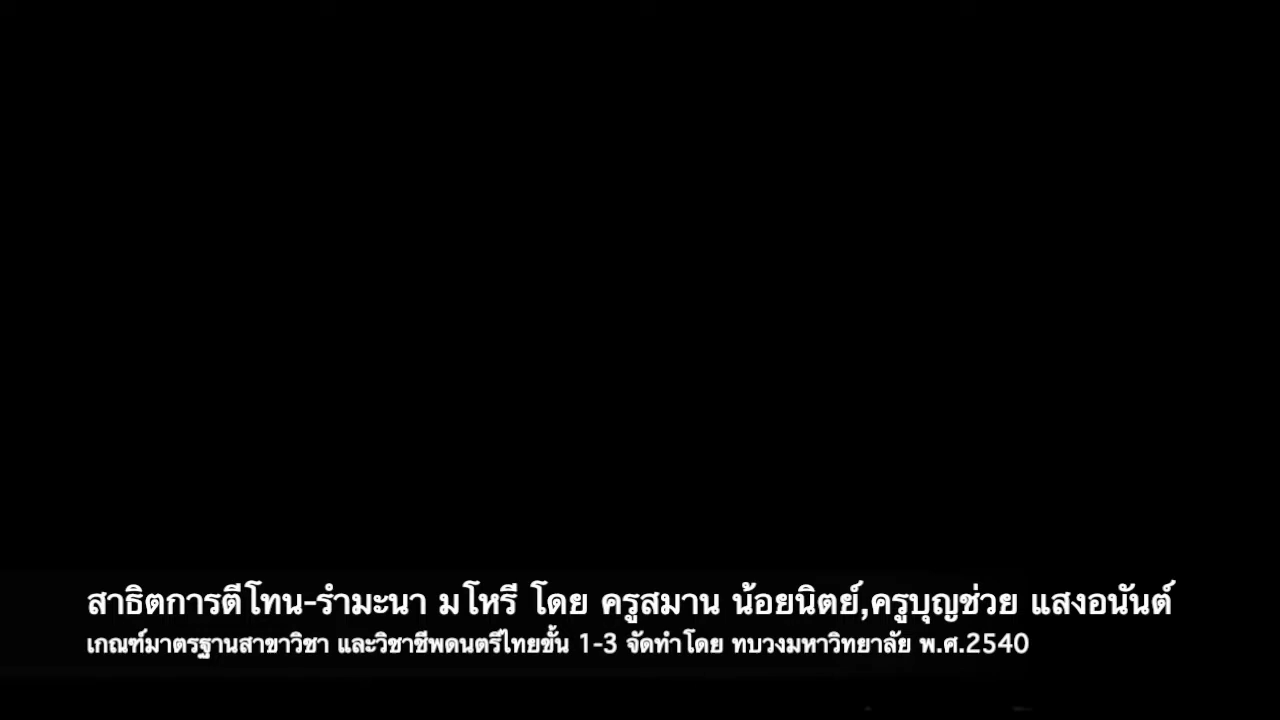 สาธิตการตีโทน-รำมะนา มโหรี โดย ครูสมาน น้อยนิตย์,ครูบุญช่วย แสงอนันต์
เกณฑ์มาตรฐานสาขาวิชา และวิชาชีพดนตรีไทยขั้น 1-3 จัดทำโดย ทบวงมหาวิทยาลัย พ.ศ.2540